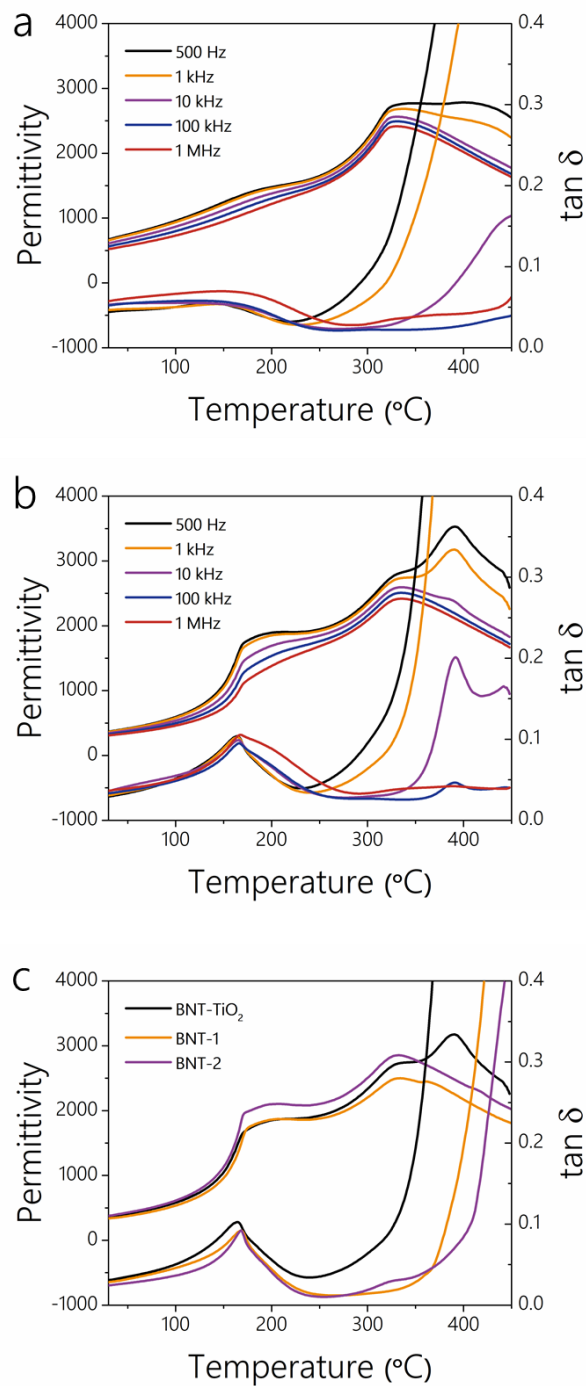 a
4000
3000
2000
1000
0
-1000
Permittivity
500 Hz
1 kHz
10 kHz
100 kHz
1 MHz
0.4
0.3
0.2
0.1
0.0
tan δ
100
200
300
400
Temperature (°C)
b
4000
3000
2000
1000
0
-1000
Permittivity
500 Hz
1 kHz
10 kHz
100 kHz
1 MHz
0.4
0.3
0.2
0.1
0.0
tan δ
100
200
300
400
Temperature (°C)
c
4000
3000
2000
1000
0
-1000
Permittivity
BNT-TiO₂
BNT-1
BNT-2
0.4
0.3
0.2
0.1
0.0
tan δ
100
200
300
400
Temperature (°C)